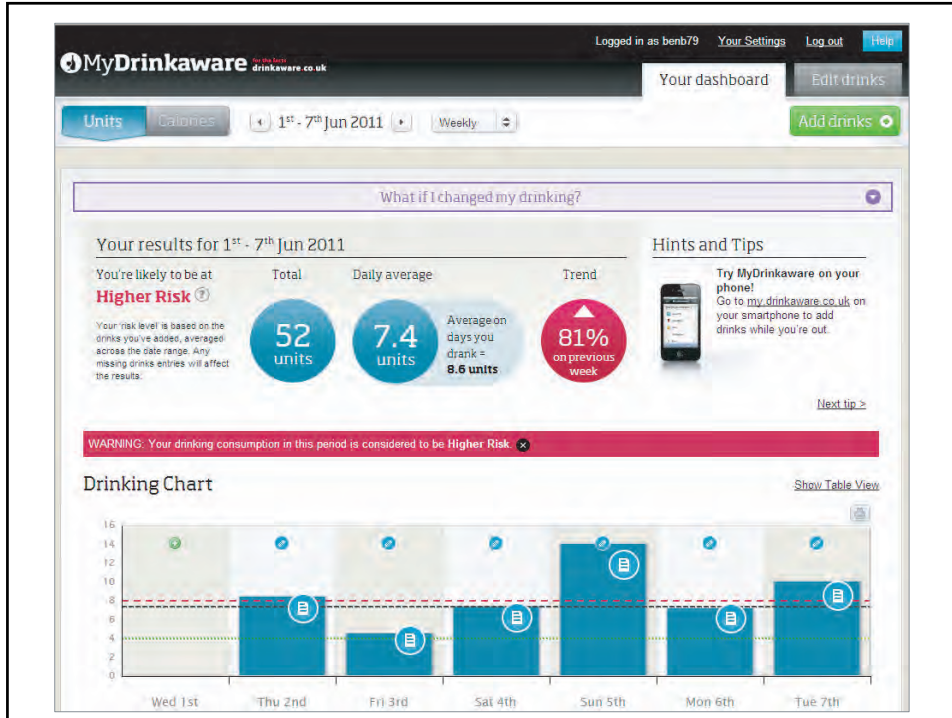 Logged in as benb79 Your Settings Log out Help
MyDrinkaware for the facts drinkaware.co.uk
Your dashboard Edit drinks
Units Calories 1st - 7th Jun 2011 Weekly Add drinks
What if I changed my drinking?
Your results for 1st - 7th Jun 2011
You're likely to be at
Higher Risk ?
Your risk level is based on the
drinks you've added, averaged
across the date range. Any
missing drinks entries will affect
the results.
Total
52
units
Daily average
7.4
units
Average on
days you
drank =
8.6 units
Trend
81%
on previous
week
Hints and Tips
Try MyDrinkaware on your
phone!
Go to my.drinkaware.co.uk on
your smartphone to add
drinks while you're out.
Next tip >
WARNING: Your drinking consumption in this period is considered to be Higher Risk.
Drinking Chart
Show Table View
16
14
12
10
8
6
4
2
0
Wed 1st Thu 2nd Fri 3rd Sat 4th Sun 5th Mon 6th Tue 7th